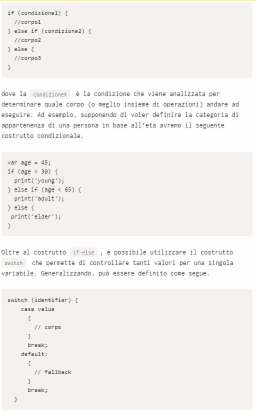 if (condizione1) {
//corpo1
} else if (condizione2) {
//corpo2
} else {
//corpo3
}
dove la condizioneX è la condizione che viene analizzata per
determinare quale corpo (o meglio insieme di operazioni) andare ad
eseguire. Ad esempio, supponendo di voler definire la categoria di
appartenenza di una persona in base all'età avremo il seguente
costrutto condizionale.
var age = 45;
if (age < 30) {
print('young');
} else if (age < 65) {
print('adult');
} else {
print('elder');
}
Oltre al costrutto if-else , è possibile utilizzare il costrutto
switch che permette di controllare tanti valori per una singola
variabile. Generalizzando, può essere definito come segue.
switch (identifier) {
case value
{
// corpo
}
break;
default:
{
// fallback
}
break;
}